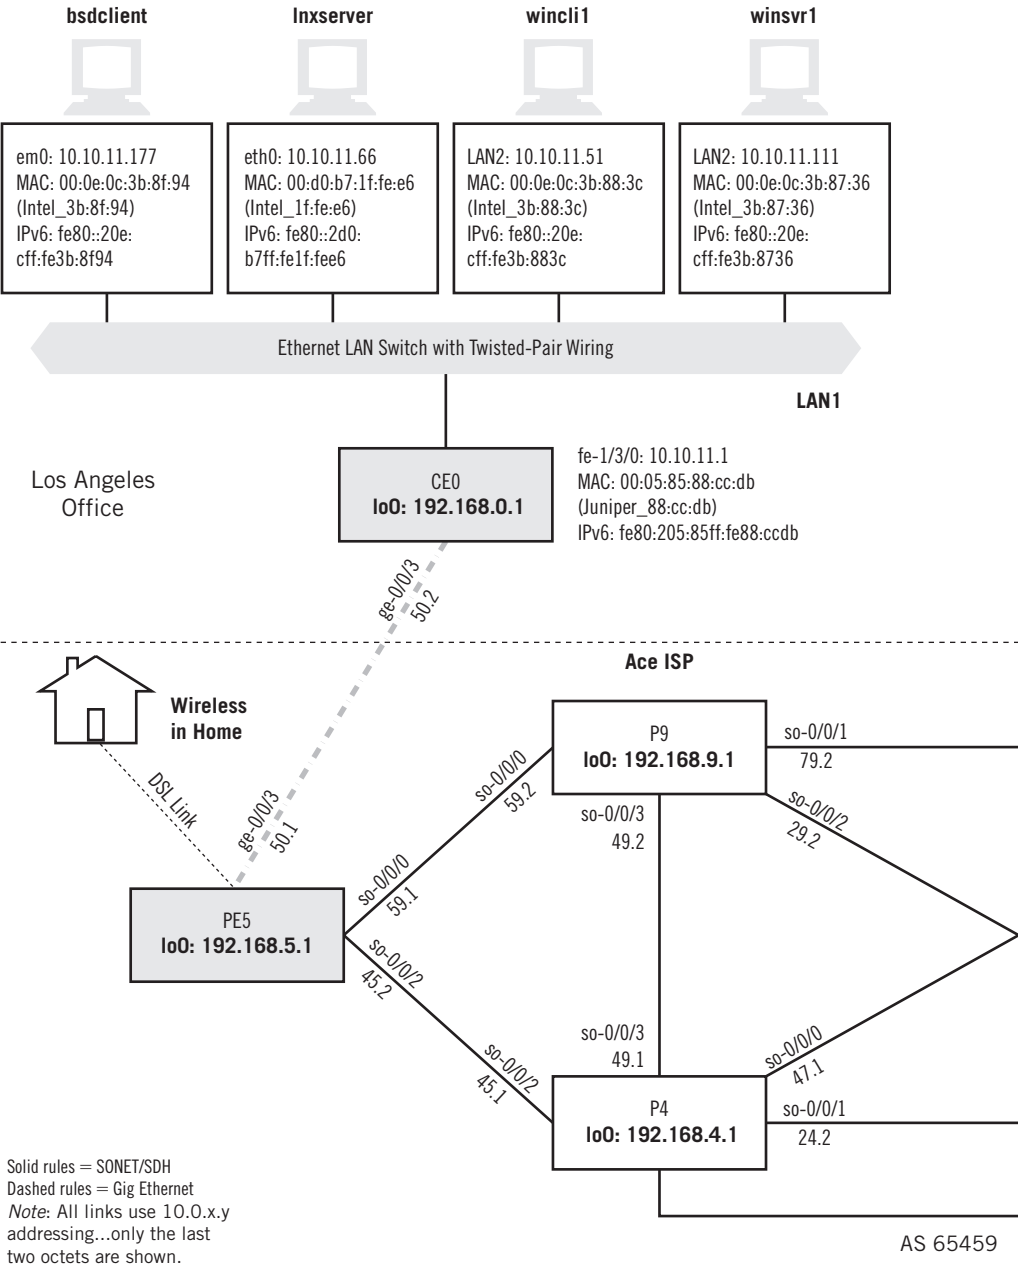 bsdclient
lnxserver
wincli1
winsvr1
em0: 10.10.11.177
MAC: 00:0e:0c:3b:8f:94
(Intel_3b:8f:94)
IPv6: fe80::20e:
cff:fe3b:8f94
eth0: 10.10.11.66
MAC: 00:d0:b7:1f:fe:e6
(Intel_1f:fe:e6)
IPv6: fe80::2d0:
b7ff:fe1f:fee6
LAN2: 10.10.11.51
MAC: 00:0e:0c:3b:88:3c
(Intel_3b:88:3c)
IPv6: fe80::20e:
cff:fe3b:883c
LAN2: 10.10.11.111
MAC: 00:0e:0c:3b:87:36
(Intel_3b:87:36)
IPv6: fe80::20e:
cff:fe3b:8736
Ethernet LAN Switch with Twisted-Pair Wiring
LAN1
Los Angeles
Office
CE0
lo0: 192.168.0.1
fe-1/3/0: 10.10.11.1
MAC: 00:05:85:88:cc:db
(Juniper_88:cc:db)
IPv6: fe80:205:85ff:fe88:ccdb
ge-0/0/3
50.2
Ace ISP
Wireless
in Home
DSL Link
ge-0/0/3
50.1
P9
lo0: 192.168.9.1
so-0/0/1
79.2
so-0/0/0
59.2
so-0/0/3
49.2
so-0/0/2
29.2
so-0/0/0
59.1
PE5
lo0: 192.168.5.1
so-0/0/2
45.2
so-0/0/3
49.1
so-0/0/0
47.1
so-0/0/2
45.1
P4
lo0: 192.168.4.1
so-0/0/1
24.2
Solid rules = SONET/SDH
Dashed rules = Gig Ethernet
Note: All links use 10.0.x.y
addressing...only the last
two octets are shown.
AS 65459